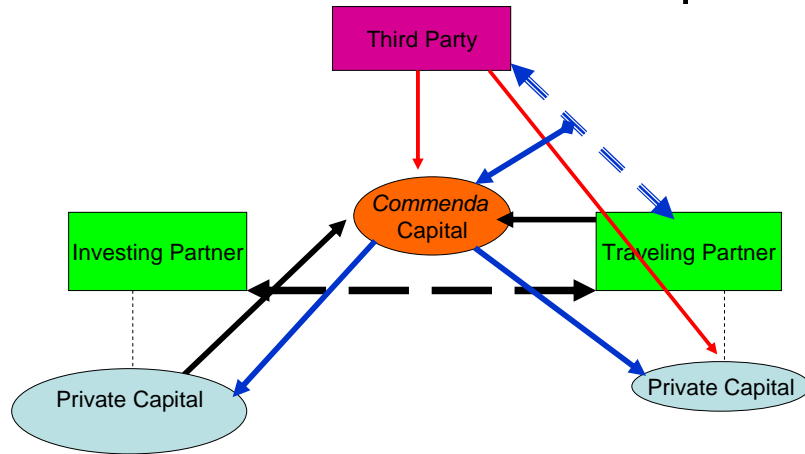 Third Party
Commenda
Capital
Investing Partner
Traveling Partner
Private Capital
Private Capital